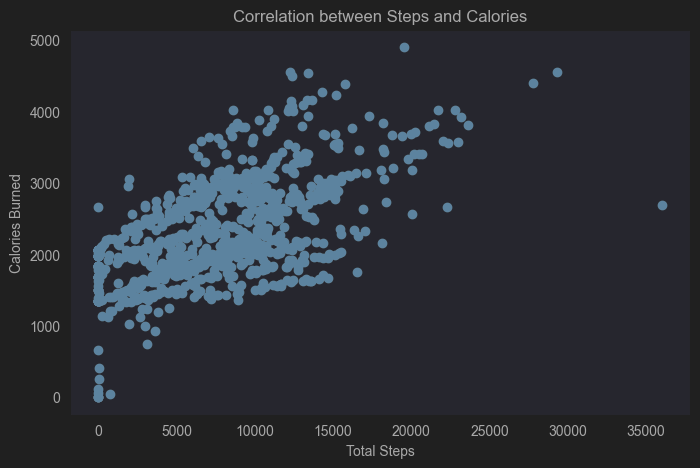 Correlation between Steps and Calories
5000
4000
3000
2000
1000
0
Calories Burned
0 5000 10000 15000 20000 25000 30000 35000
Total Steps